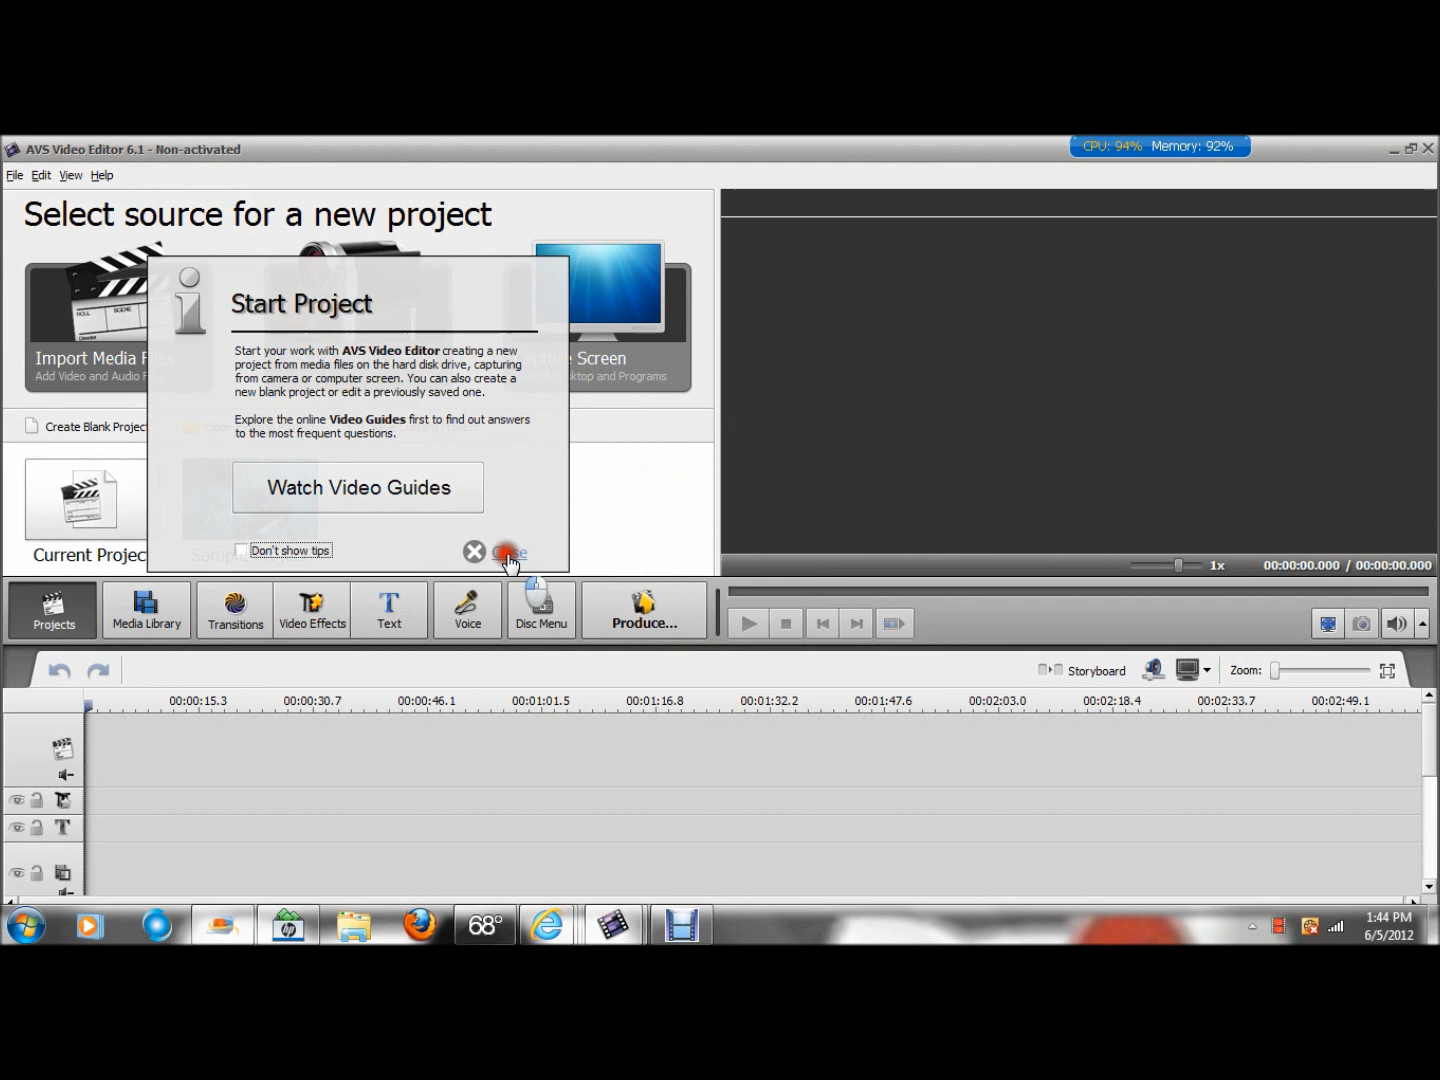 AVS Video Editor 6.1 - Non-activated
CPU: 94% Memory: 92%
File Edit View Help
Select source for a new project
Start Project
Start your work with AVS Video Editor creating a new
project from media files on the hard disk drive, capturing
from camera or computer screen. You can also create a
new blank project or edit a previously saved one.
Explore the online Video Guides first to find out answers
to the most frequent questions.
Watch Video Guides
Don't show tips
Import Media
Add Video and Audio
Screen
and Programs
Create Blank Project
Current Project
1x
00:00:00.000 / 00:00:00.000
Projects
Media Library
Transitions
Video Effects
Text
Voice
Disc Menu
Produce...
Storyboard
Zoom:
00:00:15.3 00:00:30.7 00:00:46.1 00:01:01.5 00:01:16.8 00:01:32.2 00:01:47.6 00:02:03.0 00:02:18.4 00:02:33.7 00:02:49.1
T
hp
68°
1:44 PM
6/5/2012